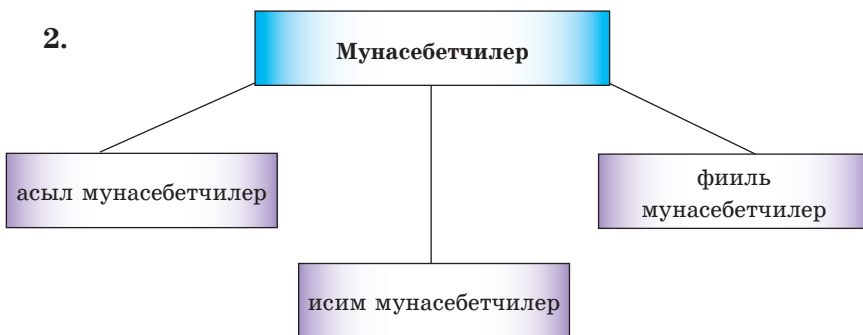 2.
Мунасебетчилер
асыл мунасебетчилер
фииль
мунасебетчилер
исим мунасебетчилер